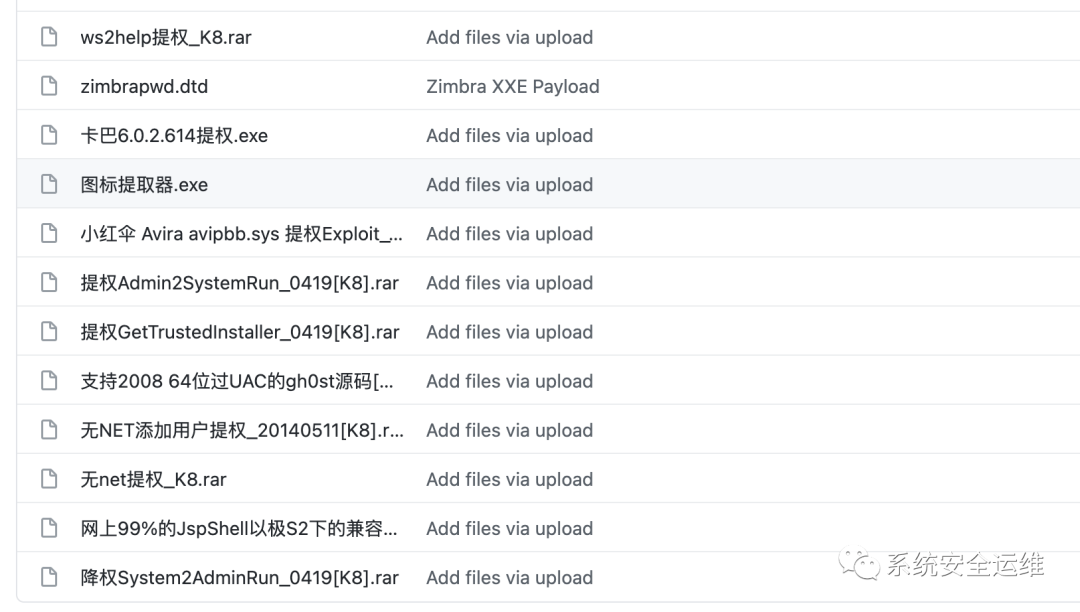 ws2help提权_K8.rar Add files via upload
zimbrapwd.dtd Zimbra XXE Payload
卡巴6.0.2.614提权.exe Add files via upload
图标提取器.exe Add files via upload
小红伞 Avira avipbb.sys 提权Exploit_... Add files via upload
提权Admin2SystemRun_0419[K8].rar Add files via upload
提权GetTrustedInstaller_0419[K8].rar Add files via upload
支持2008 64位过UAC的gh0st源码[... Add files via upload
无NET添加用户提权_20140511[K8].r... Add files via upload
无net提权_K8.rar Add files via upload
网上99%的JspShell以极S2下的兼容... Add files via upload
降权System2AdminRun_0419[K8].rar Add files via upload
系统安全运维